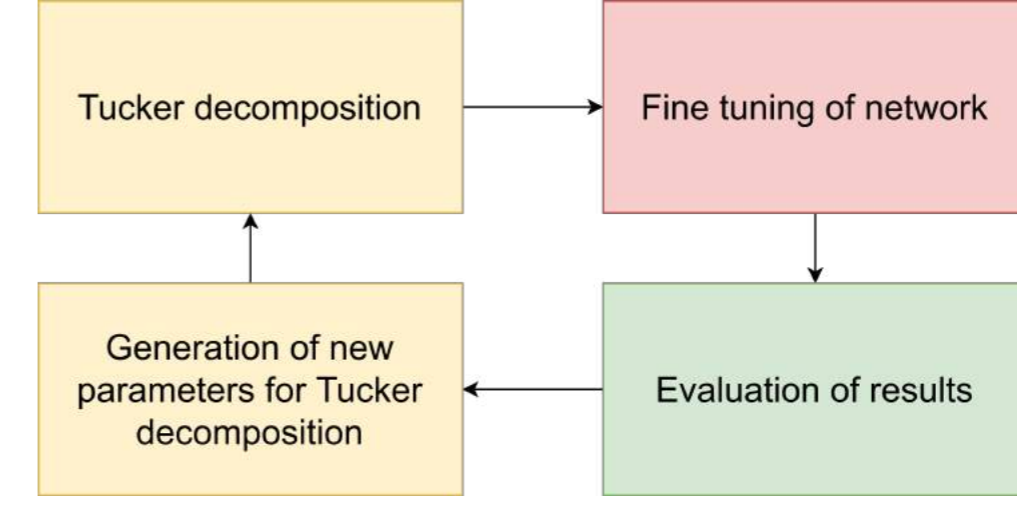 Tucker decomposition
Fine tuning of network
Generation of new
parameters for Tucker
decomposition
Evaluation of results